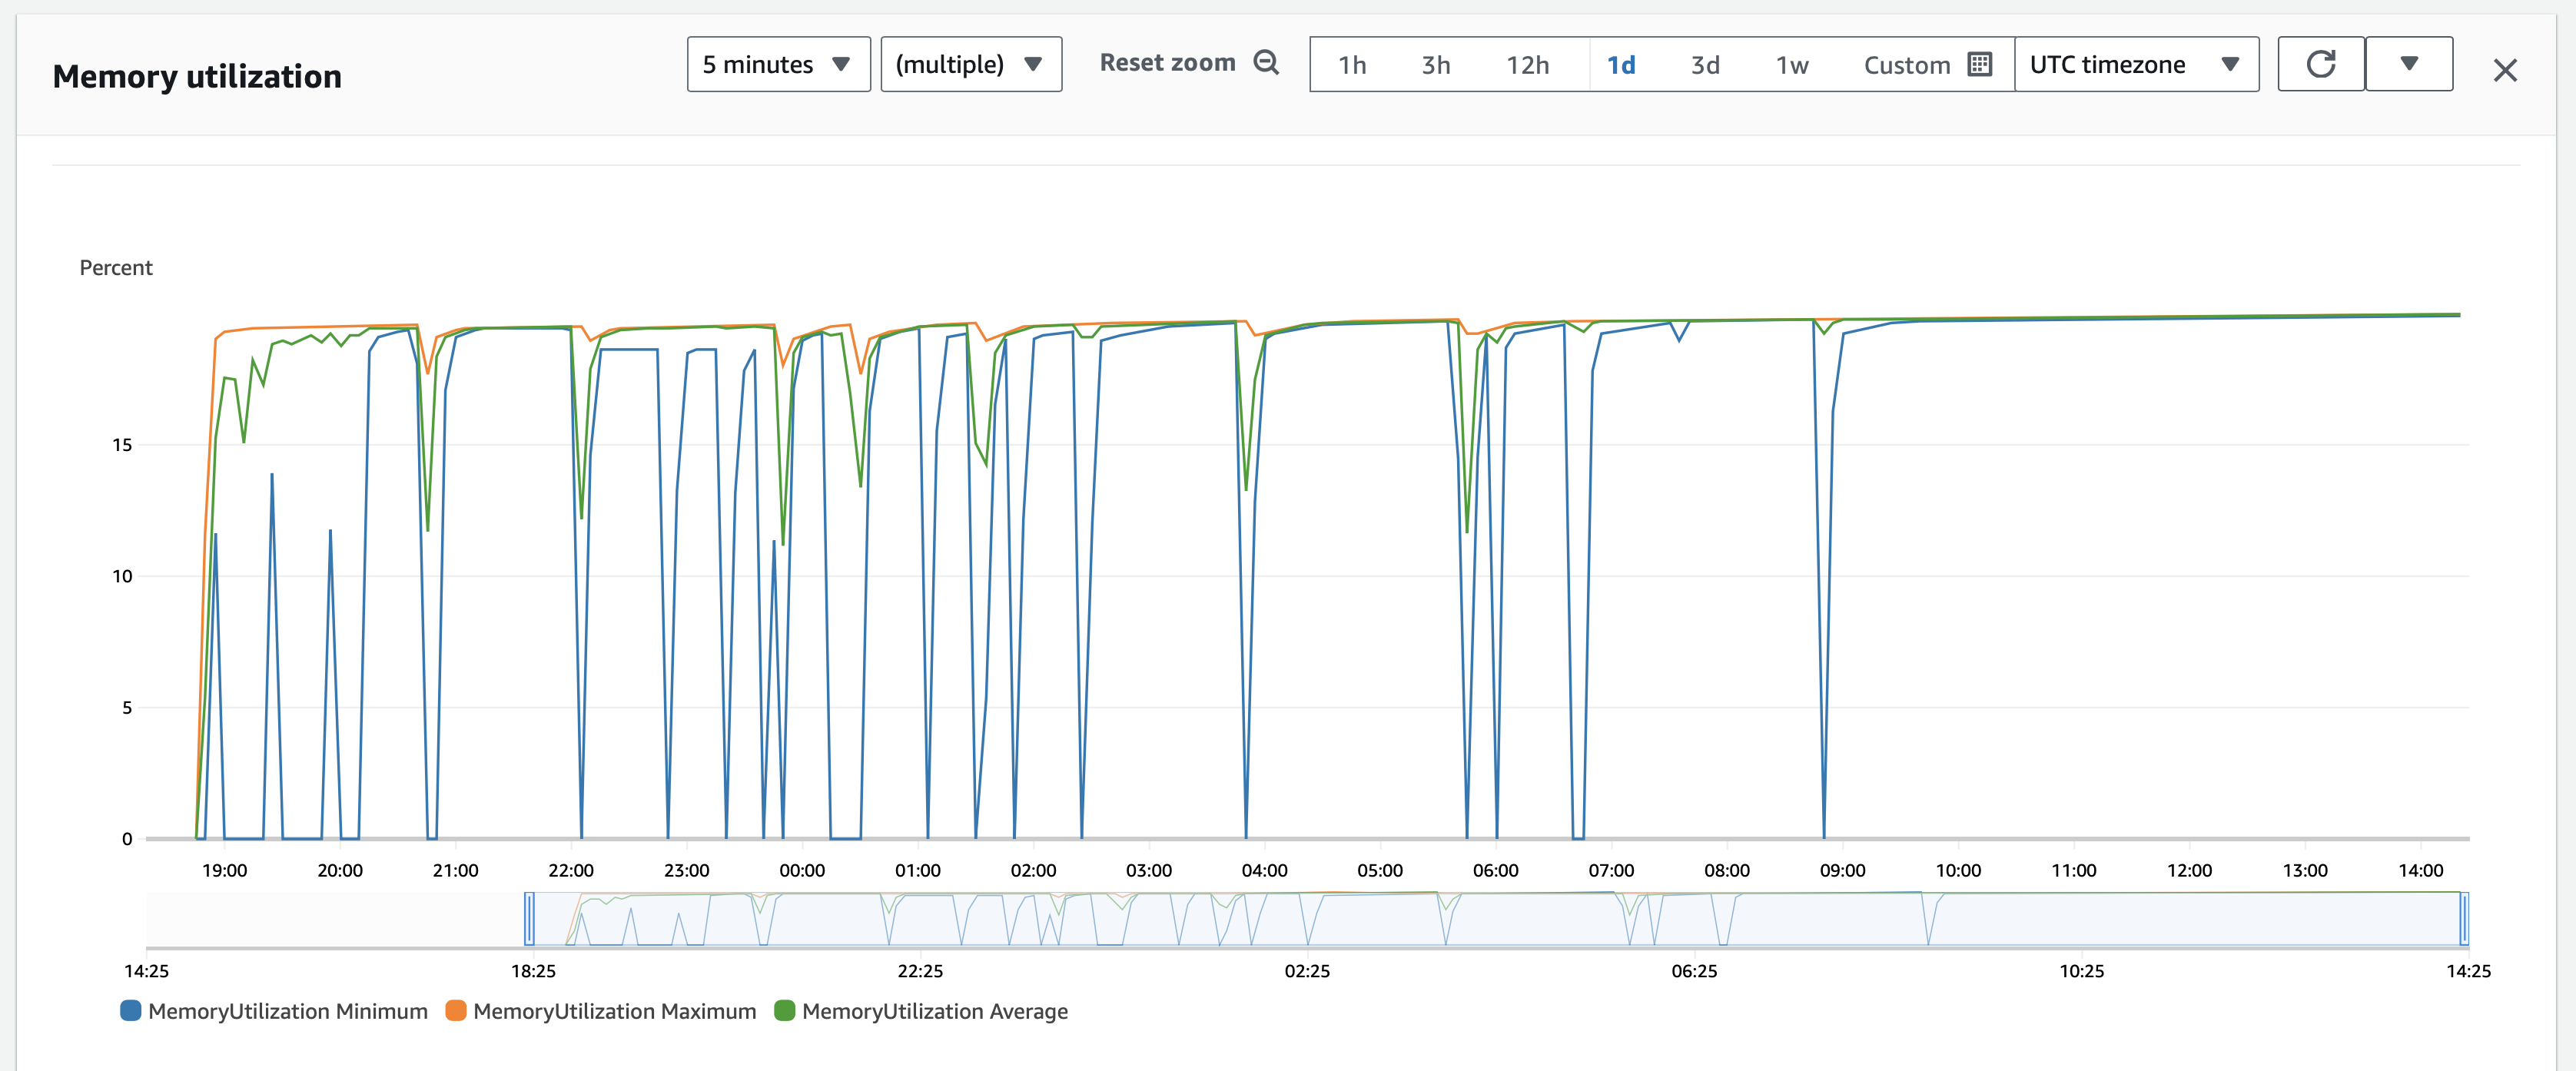 Memory utilization
5 minutes
(multiple)
Reset zoom
1h 3h 12h 1d 3d 1w Custom
UTC timezone
Percent
15
10
5
0
19:00 20:00 21:00 22:00 23:00 00:00 01:00 02:00 03:00 04:00 05:00 06:00 07:00 08:00 09:00 10:00 11:00 12:00 13:00 14:00
14:25 18:25 22:25 02:25 06:25 10:25 14:25
MemoryUtilization Minimum MemoryUtilization Maximum MemoryUtilization Average